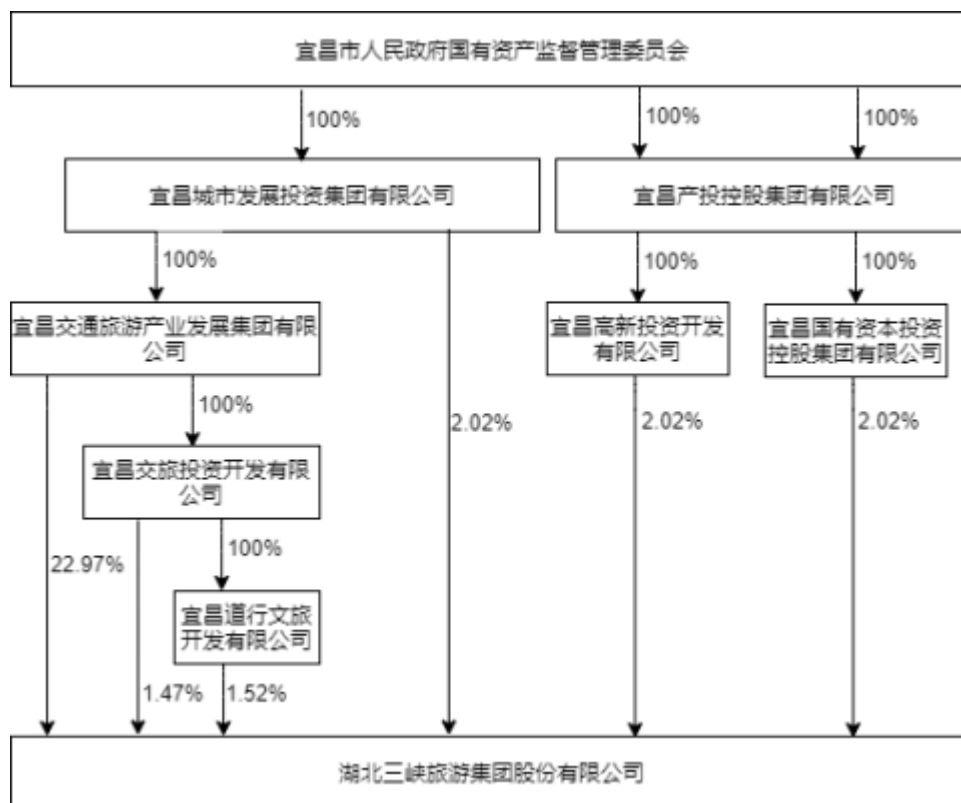 宜昌市人民政府国有资产监督管理委员会
100%
100%
100%
宜昌城市发展投资集团有限公司
宜昌产投控股集团有限公司
100%
100%
100%
宜昌交通旅游产业发展集团有限
公司
宜昌高新投资开发
有限公司
宜昌国有资本投资
控股集团有限公司
100%
2.02%
2.02%
2.02%
宜昌交旅投资开发有限
公司
22.97%
100%
宜昌道行文旅
开发有限公司
1.47%
1.52%
湖北三峡旅游集团股份有限公司